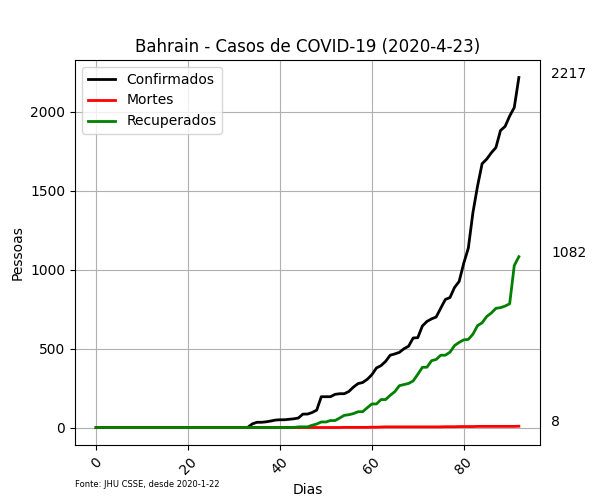 Bahrain - Casos de COVID-19 (2020-4-23)
Confirmados
Mortes
Recuperados
2217
1082
8
2000
1500
1000
500
0
Pessoas
0
20
40
60
80
Dias
Fonte: JHU CSSE, desde 2020-1-22